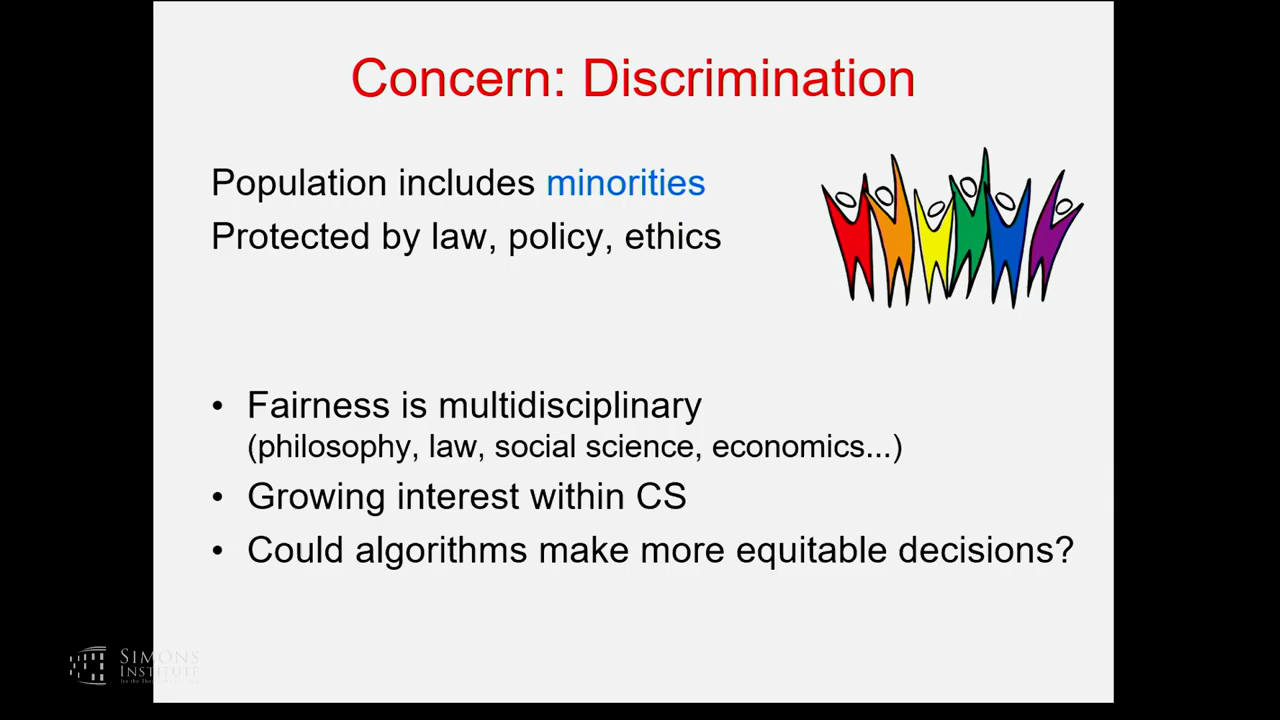 Concern: Discrimination
Population includes minorities
Protected by law, policy, ethics
• Fairness is multidisciplinary
(philosophy, law, social science, economics...)
• Growing interest within CS
• Could algorithms make more equitable decisions?
SIMONS
INSTITUTE